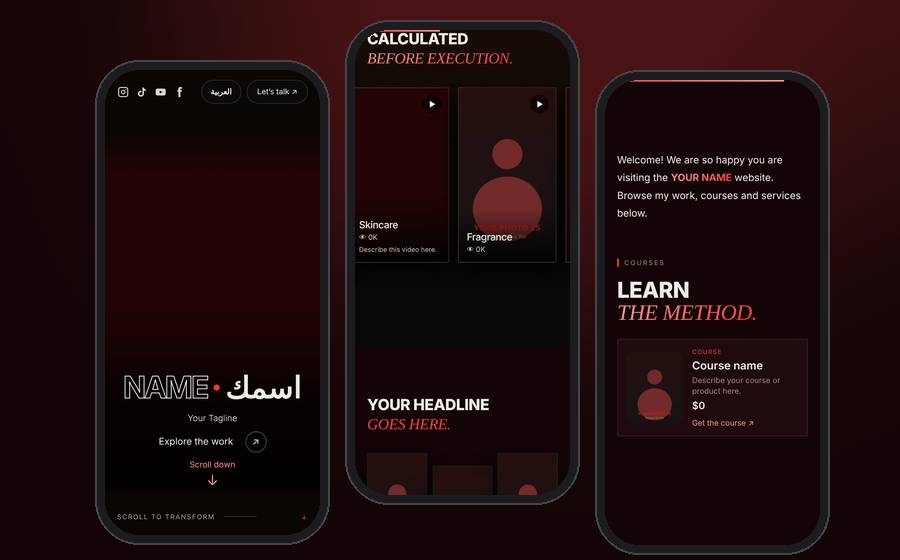 العربية
Let's talk ↗
NAME • اسمك
Your Tagline
Explore the work ↗
Scroll down
↓
SCROLL TO TRANSFORM
CALCULATED
BEFORE EXECUTION.
Skincare
0K
Describe this video here.
Fragrance
0K
YOUR HEADLINE
GOES HERE.
Welcome! We are so happy you are
visiting the YOUR NAME website.
Browse my work, courses and services
below.
COURSES
LEARN
THE METHOD.
COURSE
Course name
Describe your course or
product here.
$0
Get the course ↗